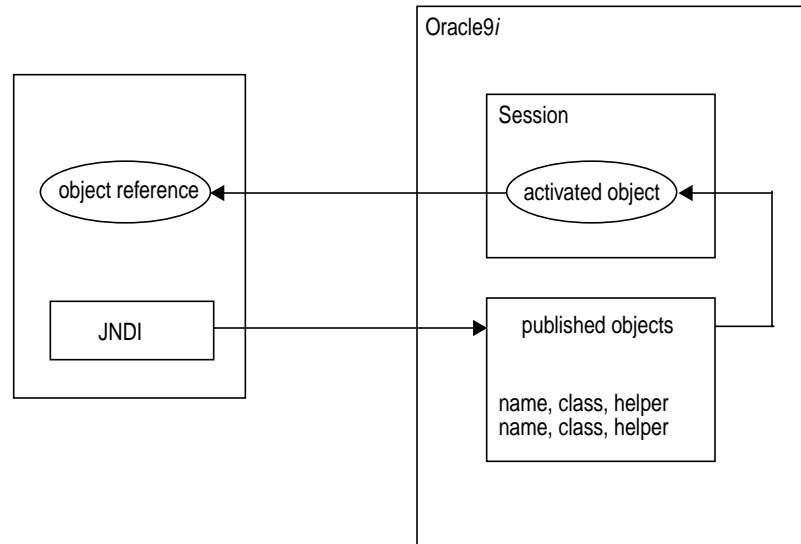 Oracle9i
Session
object reference
activated object
JNDI
published objects
name, class, helper
name, class, helper